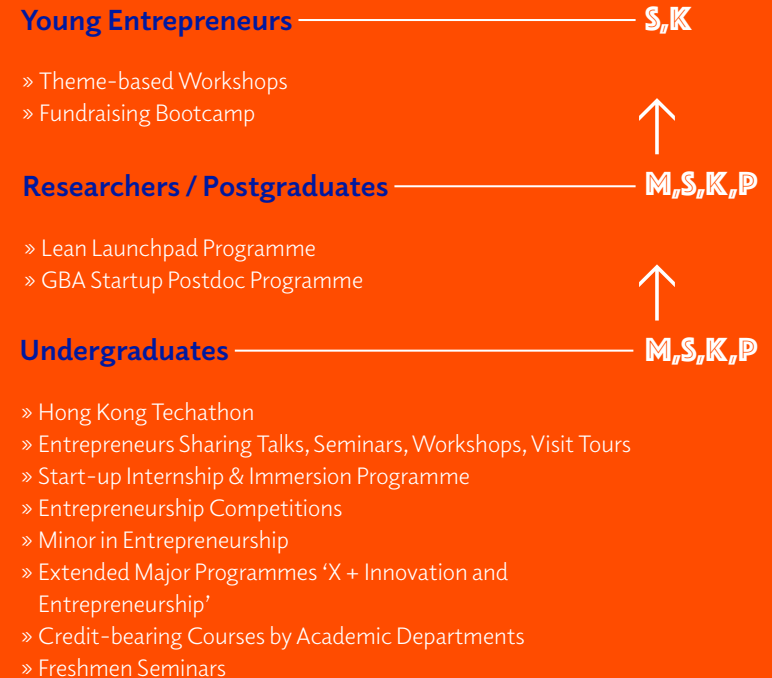 Young Entrepreneurs S,K
» Theme-based Workshops
» Fundraising Bootcamp
Researchers / Postgraduates M,S,K,P
» Lean Launchpad Programme
» GBA Startup Postdoc Programme
Undergraduates M,S,K,P
» Hong Kong Techathon
» Entrepreneurs Sharing Talks, Seminars, Workshops, Visit Tours
» Start-up Internship & Immersion Programme
» Entrepreneurship Competitions
» Minor in Entrepreneurship
» Extended Major Programmes ‘X + Innovation and
Entrepreneurship’
» Credit-bearing Courses by Academic Departments
» Freshmen Seminars